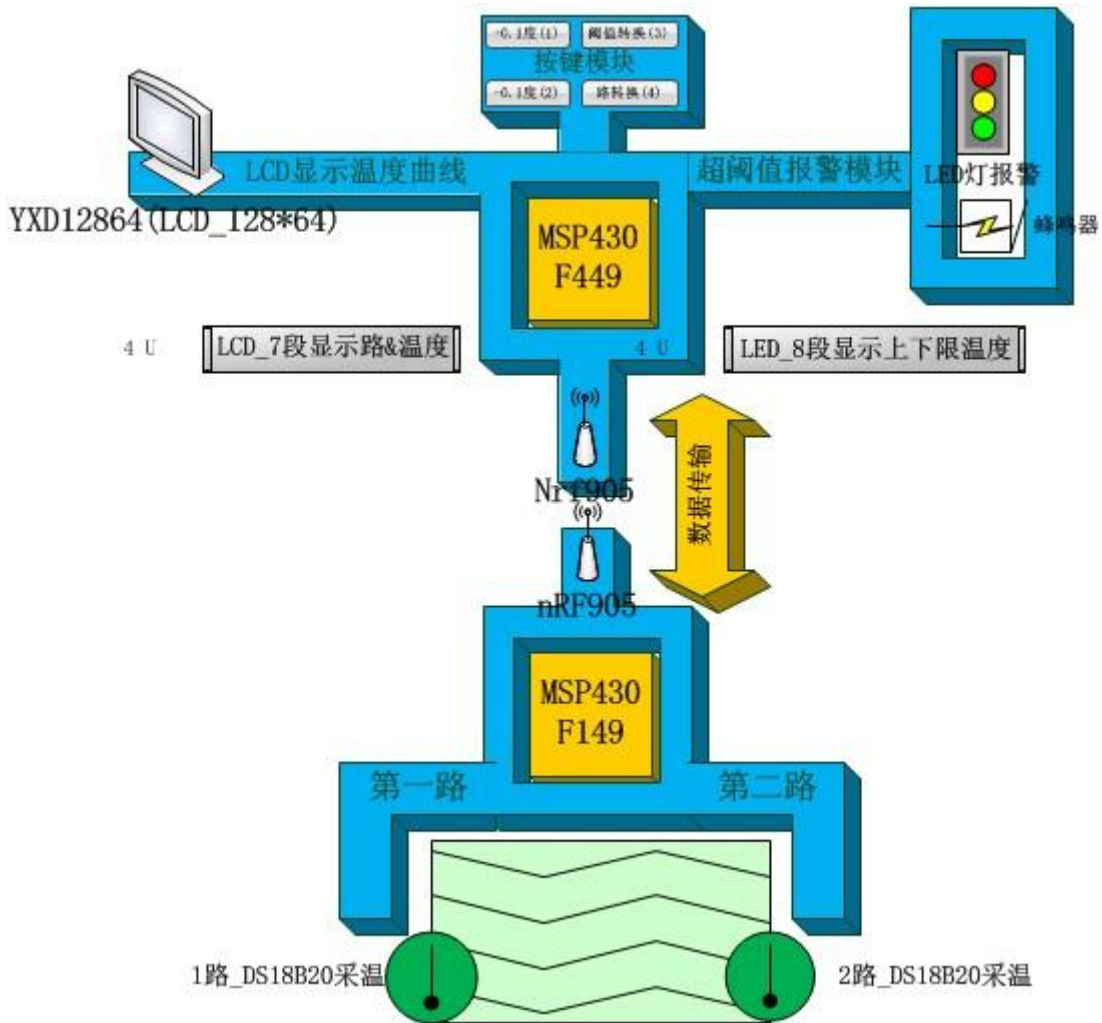 -0.1度(1)
阈值转换(3)
按键模块
-0.1度(2)
路转换(4)
LCD显示温度曲线
超阈值报警模块
LED灯报警
YXD12864(LCD_128*64)
蜂鸣器
MSP430
F449
4 U
LCD_7段显示路&温度
4 U
LED_8段显示上下限温度
Nrf905
数据传输
nRF905
MSP430
F149
第一路
第二路
1路_DS18B20采温
2路_DS18B20采温